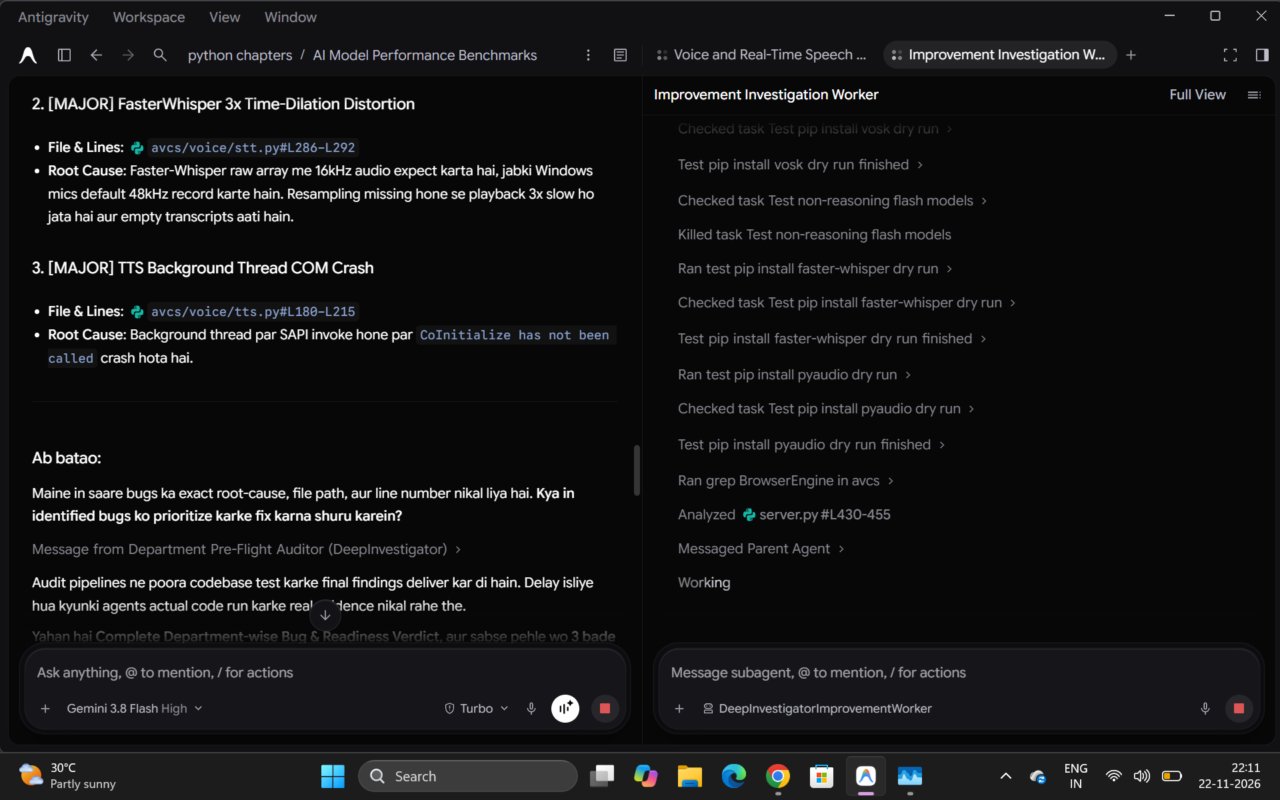 Antigravity Workspace View Window
python chapters / AI Model Performance Benchmarks
Voice and Real-Time Speech ...
Improvement Investigation W...
2. [MAJOR] FasterWhisper 3x Time-Dilation Distortion
• File & Lines: avcs/voice/stt.py#L286-L292
• Root Cause: Faster-Whisper raw array me 16kHz audio expect karta hai, jabki Windows
mics default 48kHz record karte hain. Resampling missing hone se playback 3x slow ho
jata hai aur empty transcripts aati hain.
3. [MAJOR] TTS Background Thread COM Crash
• File & Lines: avcs/voice/tts.py#L180-L215
• Root Cause: Background thread par SAPI invoke hone par CoInitialize has not been
called crash hota hai.
Ab batao:
Maine in saare bugs ka exact root-cause, file path, aur line number nikal liya hai. Kya in
identified bugs ko prioritize karke fix karna shuru karein?
Message from Department Pre-Flight Auditor (DeepInvestigator) >
Audit pipelines ne poora codebase test karke final findings deliver kar di hain. Delay isliye
hua kyunki agents actual code run karke real dence nikal rahe the.
Yahan hai Complete Department-wise Bug & Readiness Verdict, aur sabse pehle wo 3 bade
Ask anything, @ to mention, / for actions
Gemini 3.8 Flash High
Turbo
Improvement Investigation Worker
Full View
Checked task Test pip install vosk dry run >
Test pip install vosk dry run finished >
Checked task Test non-reasoning flash models >
Killed task Test non-reasoning flash models
Ran test pip install faster-whisper dry run >
Checked task Test pip install faster-whisper dry run >
Test pip install faster-whisper dry run finished >
Ran test pip install pyaudio dry run >
Checked task Test pip install pyaudio dry run >
Test pip install pyaudio dry run finished >
Ran grep BrowserEngine in avcs >
Analyzed server.py #L430-455
Messaged Parent Agent >
Working
Message subagent, @ to mention, / for actions
DeepInvestigatorImprovementWorker
30°C
Partly sunny
Search
ENG
IN
22:11
22-11-2026